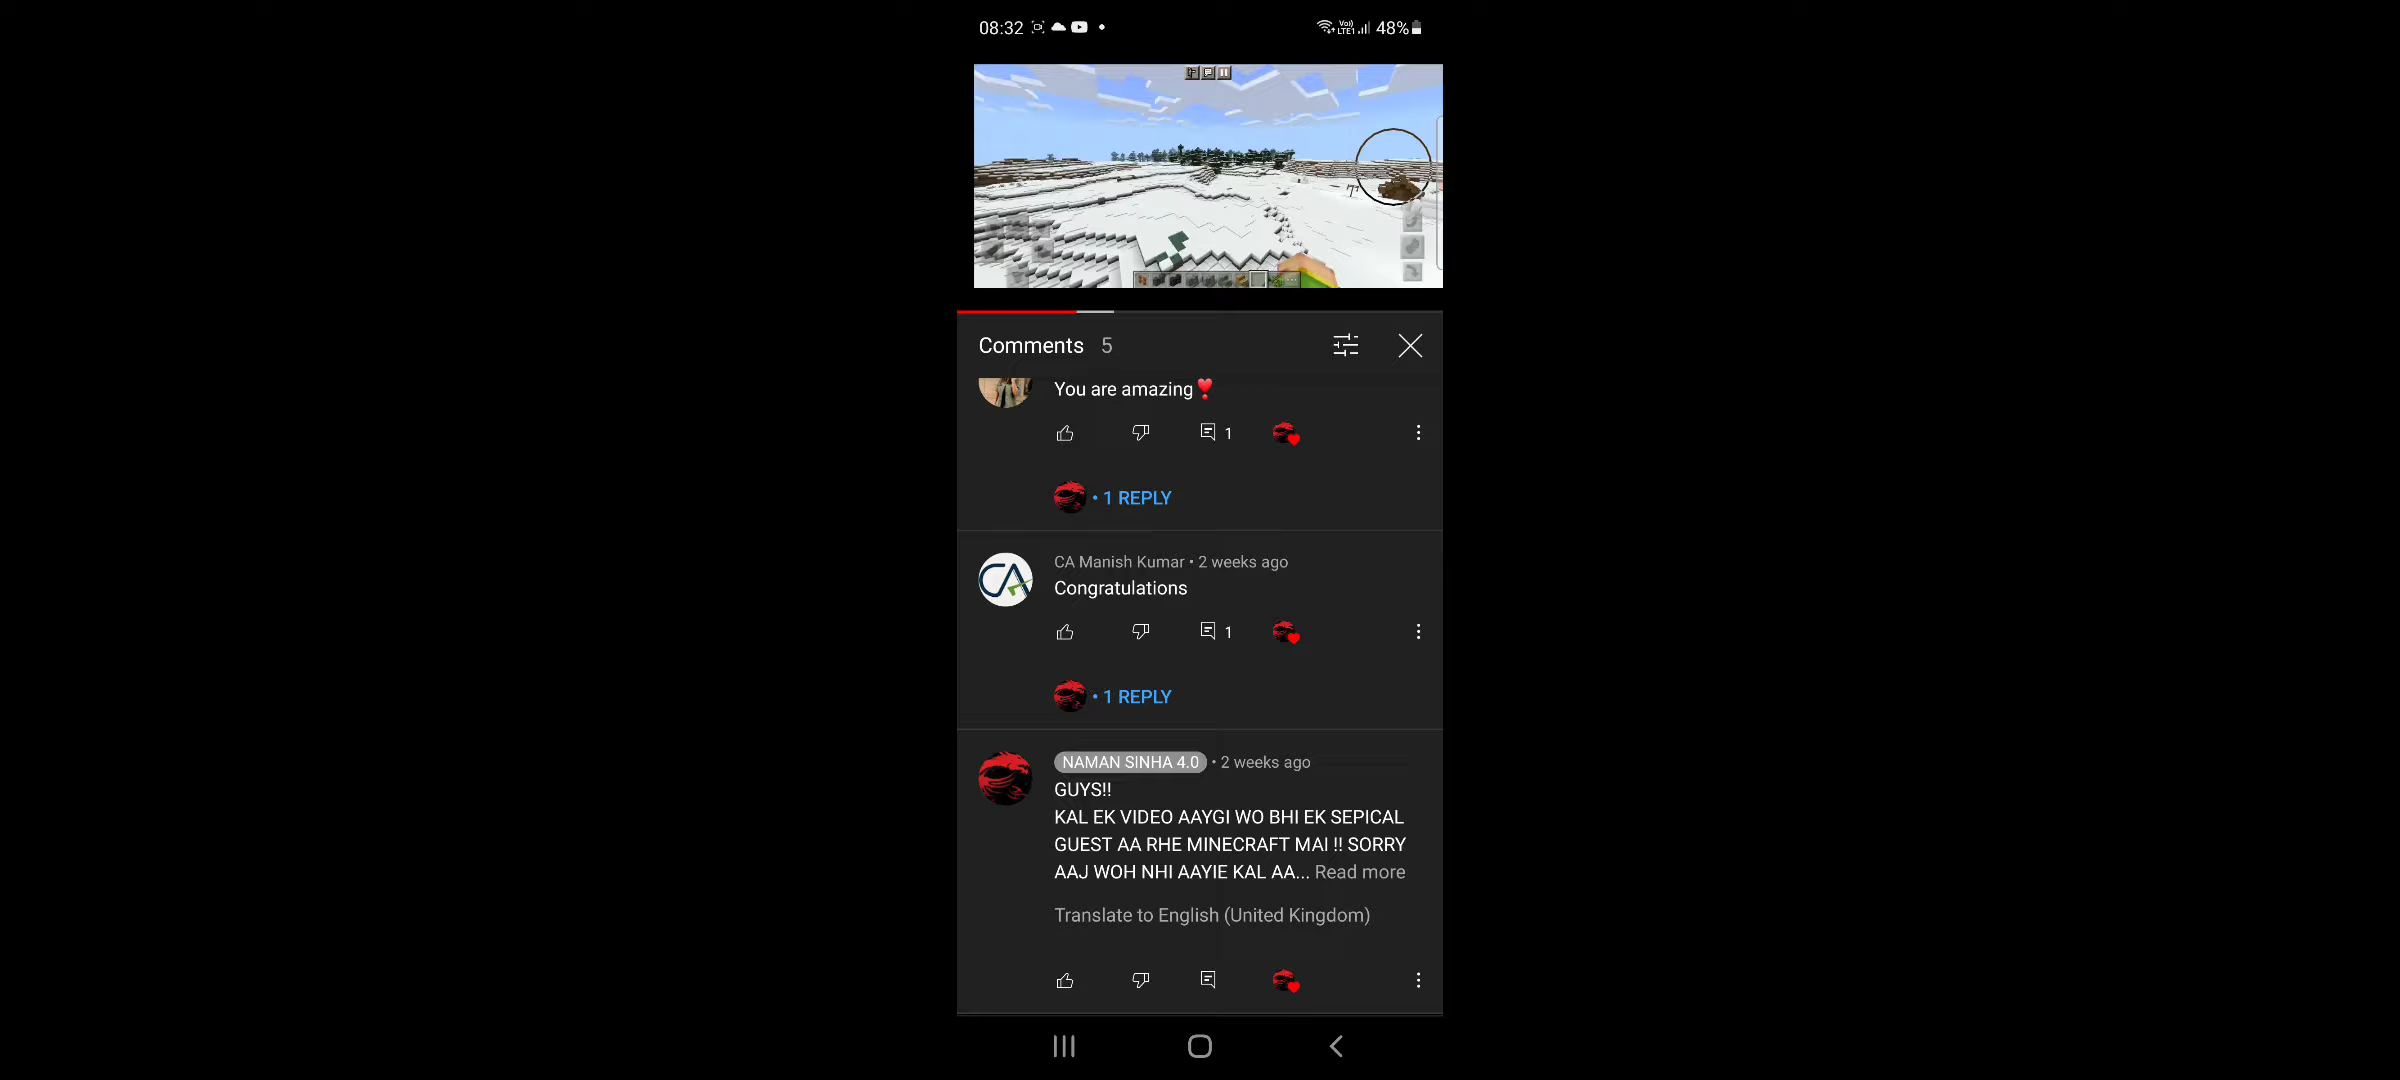 08:32
Vo))
LTE1
48%
Comments 5
You are amazing❣️
1
• 1 REPLY
CA Manish Kumar • 2 weeks ago
Congratulations
1
• 1 REPLY
NAMAN SINHA 4.0 • 2 weeks ago
GUYS!!
KAL EK VIDEO AAYGI WO BHI EK SEPICAL
GUEST AA RHE MINECRAFT MAI !! SORRY
AAJ WOH NHI AAYIE KAL AA... Read more
Translate to English (United Kingdom)